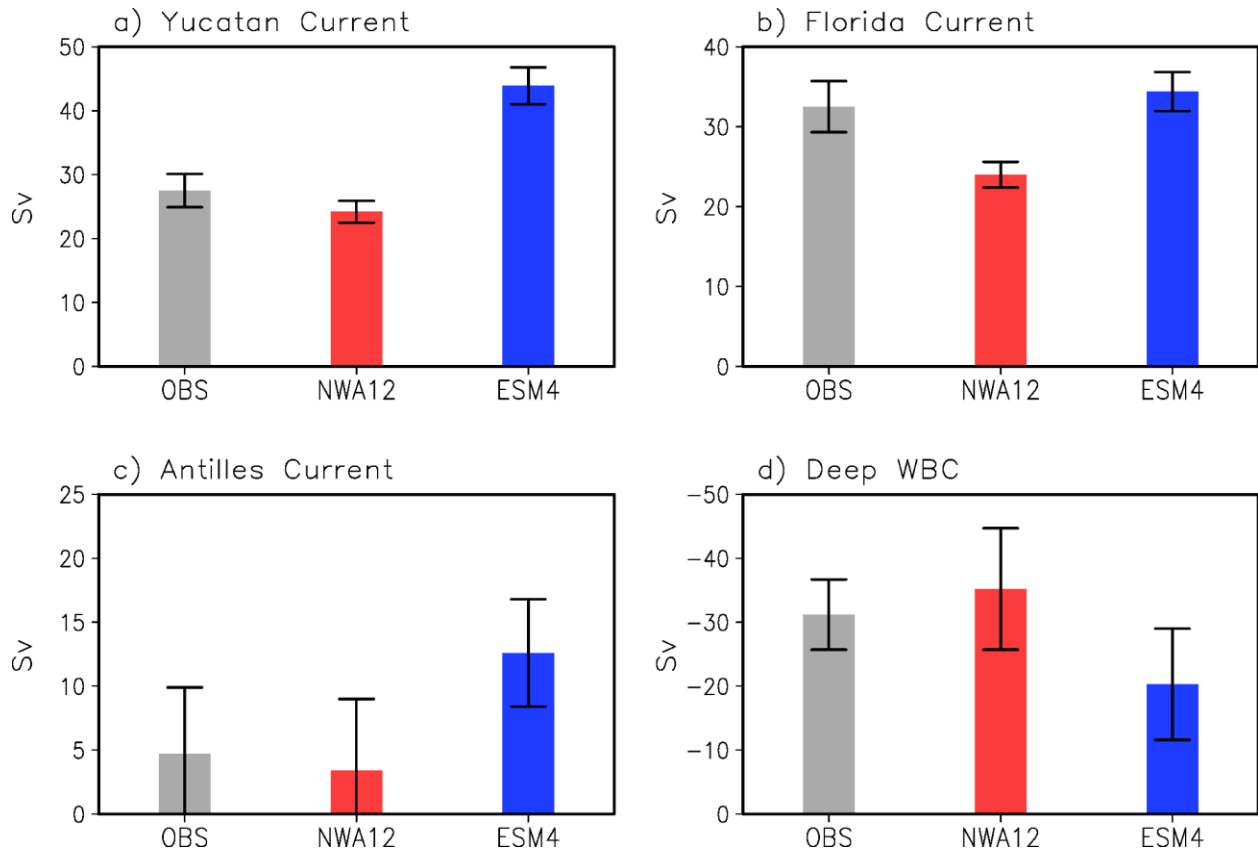 a) Yucatan Current
50
40
30
20
10
0
Sv
OBS NWA12 ESM4
b) Florida Current
40
30
20
10
0
Sv
OBS NWA12 ESM4
c) Antilles Current
25
20
15
10
5
0
Sv
OBS NWA12 ESM4
d) Deep WBC
-50
-40
-30
-20
-10
0
Sv
OBS NWA12 ESM4